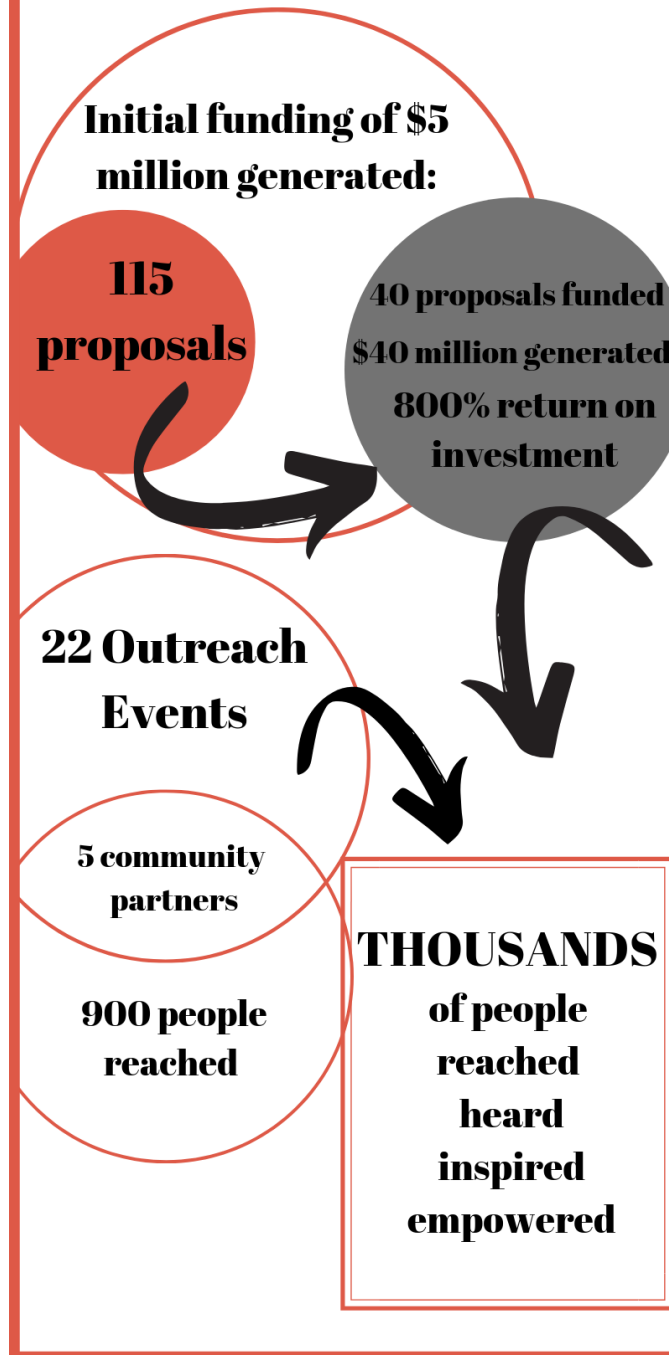 Initial funding of $5
million generated:
115
proposals
40 proposals funded
$40 million generated
800% return on
investment
22 Outreach
Events
5 community
partners
900 people
reached
THOUSANDS
of people
reached
heard
inspired
empowered